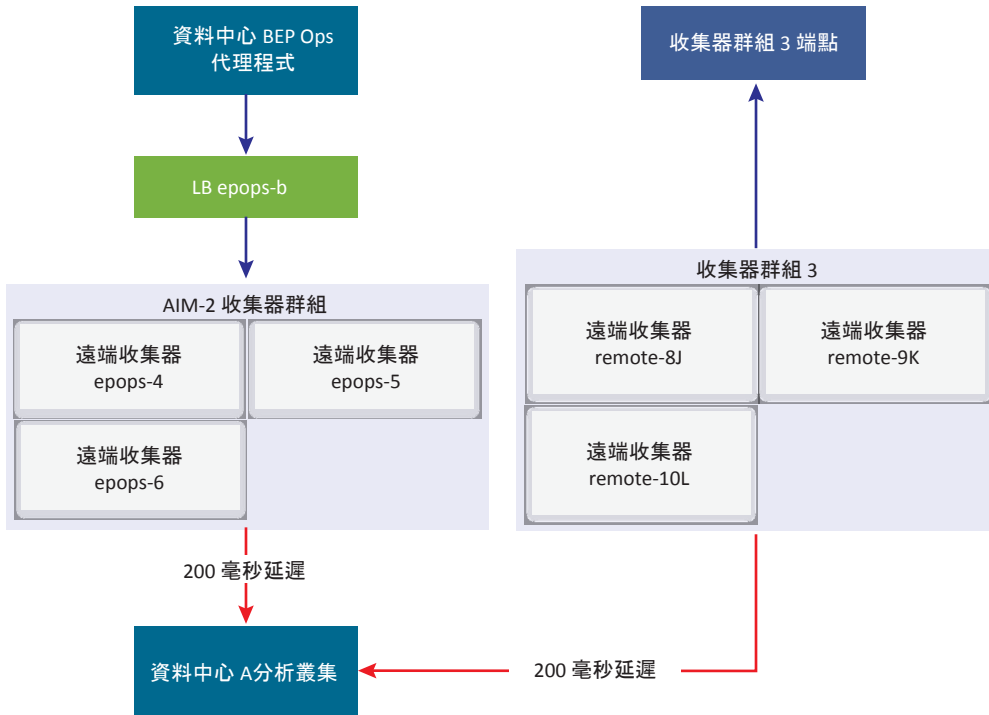 資料中心 BEP Ops
代理程式
收集器群組 3 端點
LB epops-b
AIM-2 收集器群組
遠端收集器
epops-4
遠端收集器
epops-5
遠端收集器
epops-6
收集器群組 3
遠端收集器
remote-8J
遠端收集器
remote-9K
遠端收集器
remote-10L
200 毫秒延遲
資料中心 A分析叢集
200 毫秒延遲